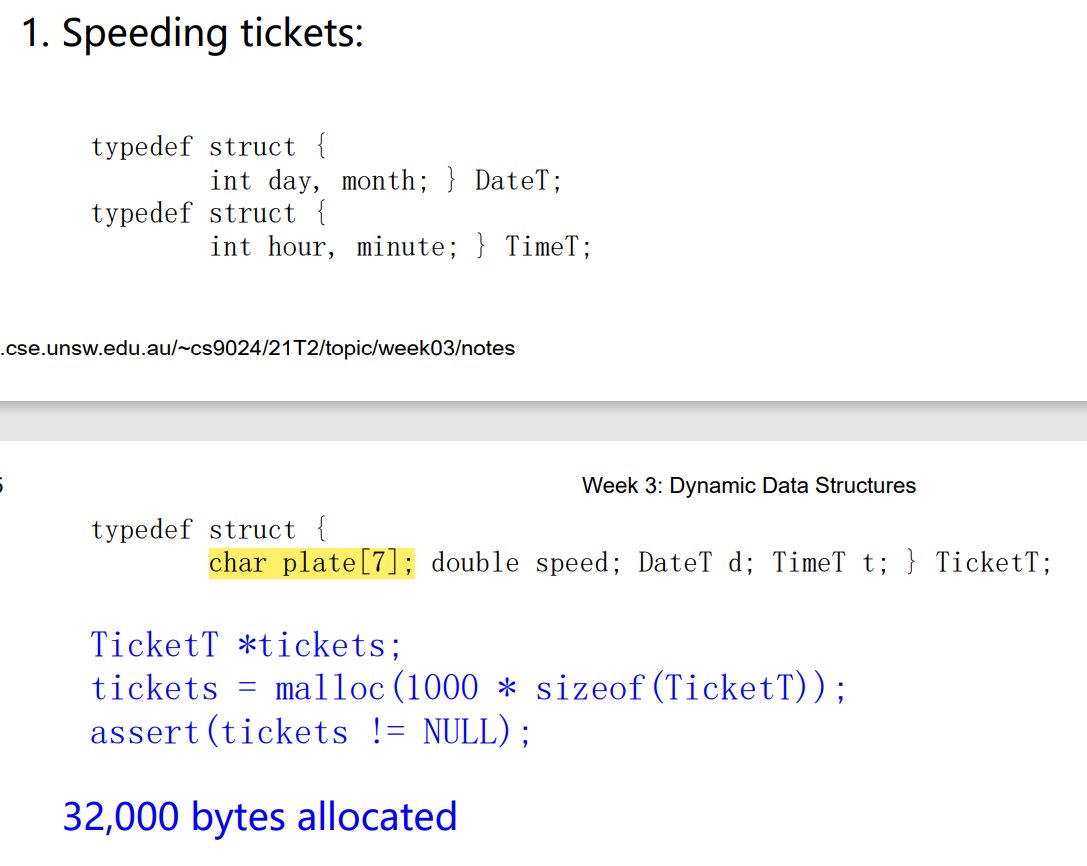 1. Speeding tickets:
typedef struct {
int day, month; } DateT;
typedef struct {
int hour, minute; } TimeT;
.cse.unsw.edu.au/~cs9024/21T2/topic/week03/notes
Week 3: Dynamic Data Structures
typedef struct {
char plate[7]; double speed; DateT d; TimeT t; } TicketT;
TicketT *tickets;
tickets = malloc(1000 * sizeof(TicketT));
assert(tickets != NULL);
32,000 bytes allocated